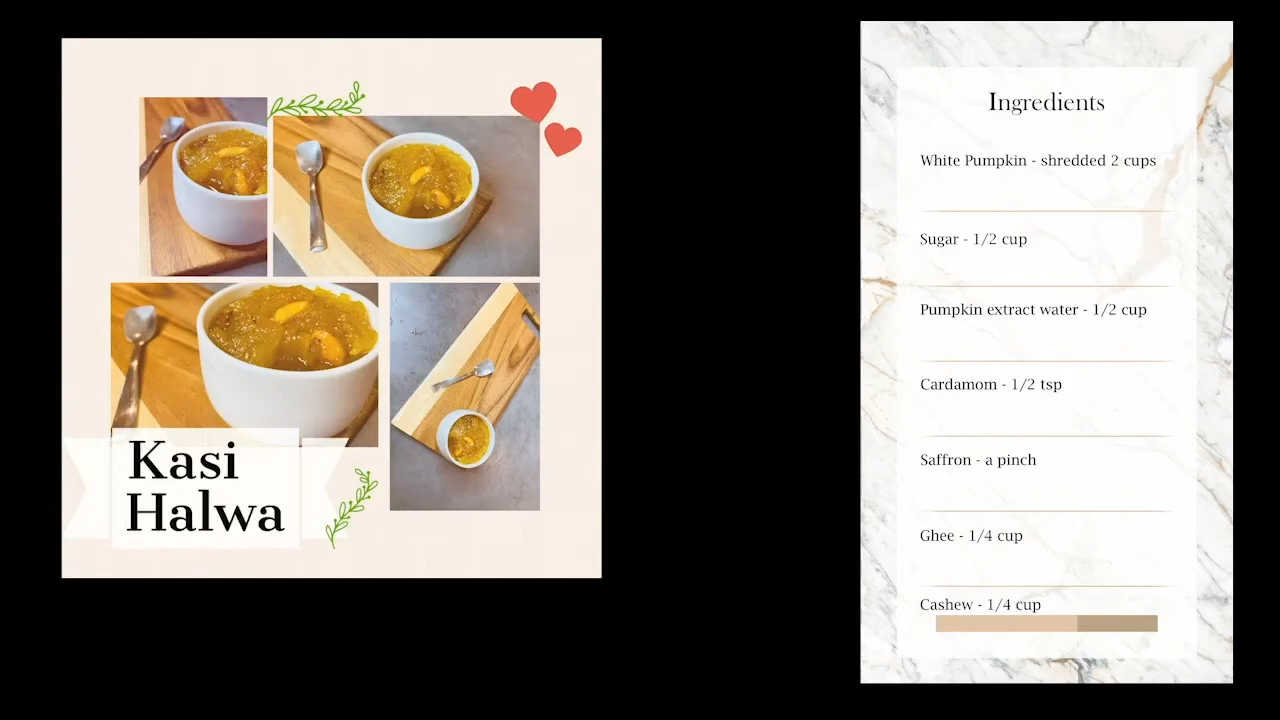 Kasi
Halwa
Ingredients
White Pumpkin - shredded 2 cups
Sugar - 1/2 cup
Pumpkin extract water - 1/2 cup
Cardamom - 1/2 tsp
Saffron - a pinch
Ghee - 1/4 cup
Cashew - 1/4 cup